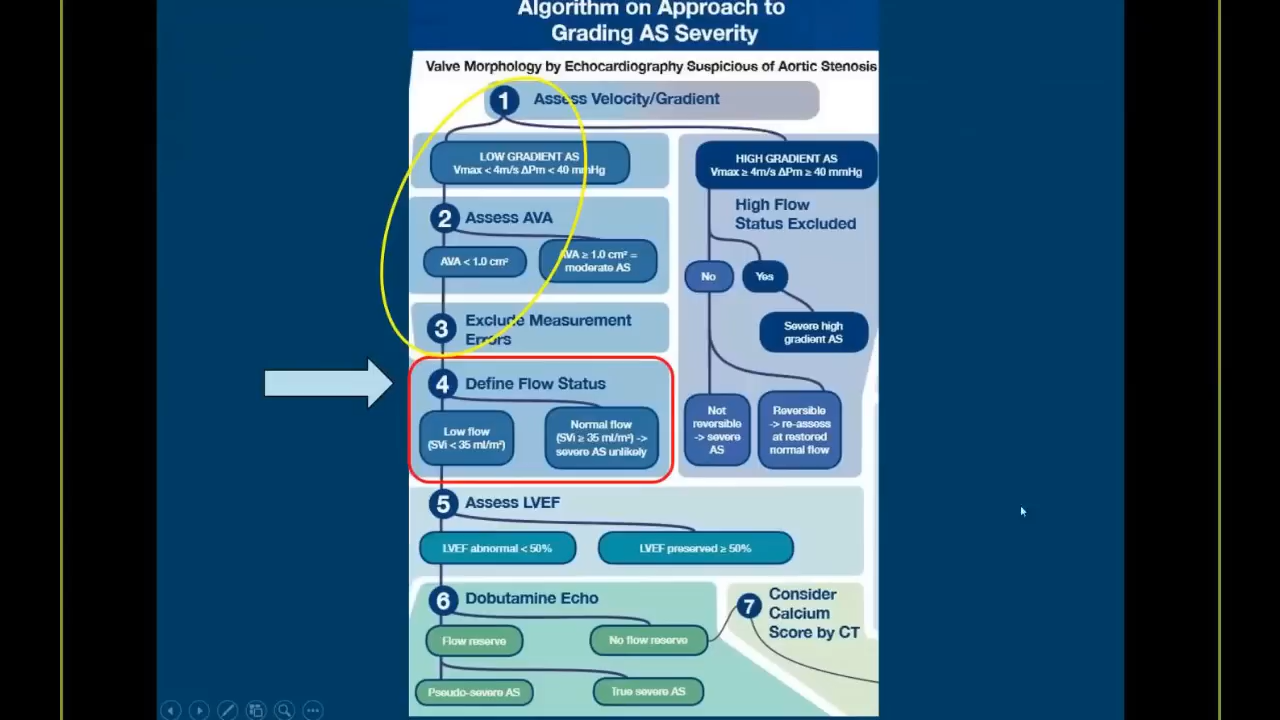 Algorithm on Approach to
Grading AS Severity
Valve Morphology by Echocardiography Suspicious of Aortic Stenosis
1
Assess Velocity/Gradient
LOW GRADIENT AS
Vmax < 4m/s ΔPm < 40 mmHg
HIGH GRADIENT AS
Vmax ≥ 4m/s ΔPm ≥ 40 mmHg
2
Assess AVA
AVA < 1.0 cm²
AVA ≥ 1.0 cm² =
moderate AS
High Flow
Status Excluded
No
Yes
Severe high
gradient AS
3
Exclude Measurement
Errors
4
Define Flow Status
Low flow
(SVi < 35 ml/m²)
Normal flow
(SVi ≥ 35 ml/m²) ->
severe AS unlikely
Not
reversible
-> severe
AS
Reversible
-> re-assess
at restored
normal flow
5
Assess LVEF
LVEF abnormal < 50%
LVEF preserved ≥ 50%
6
Dobutamine Echo
Flow reserve
No flow reserve
Pseudo-severe AS
True severe AS
7
Consider
Calcium
Score by CT